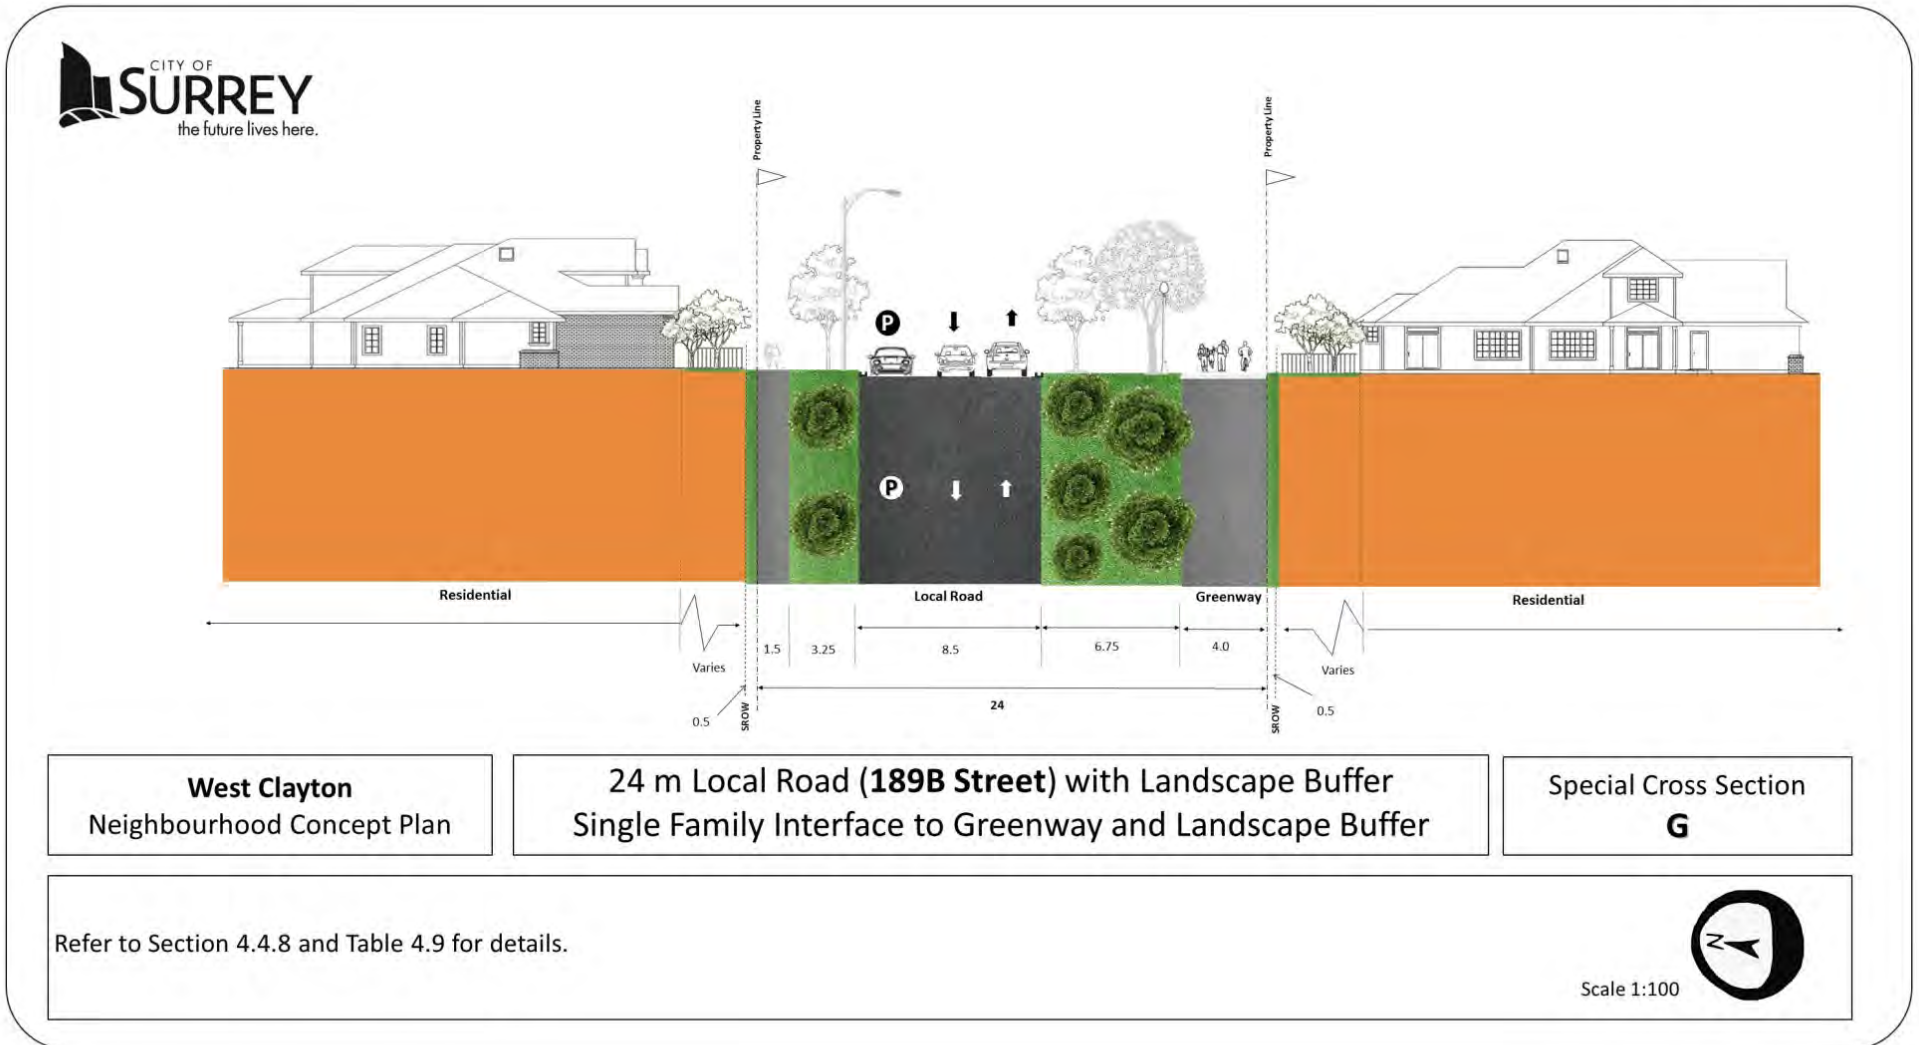 CITY OF
SURREY
the future lives here.
Property Line
Property Line
P
P
Residential
Local Road
Greenway
Residential
1.5
3.25
8.5
6.75
4.0
Varies
Varies
24
0.5
SROW
SROW
0.5
West Clayton
Neighbourhood Concept Plan
24 m Local Road (189B Street) with Landscape Buffer
Single Family Interface to Greenway and Landscape Buffer
Special Cross Section
G
Refer to Section 4.4.8 and Table 4.9 for details.
Scale 1:100
N